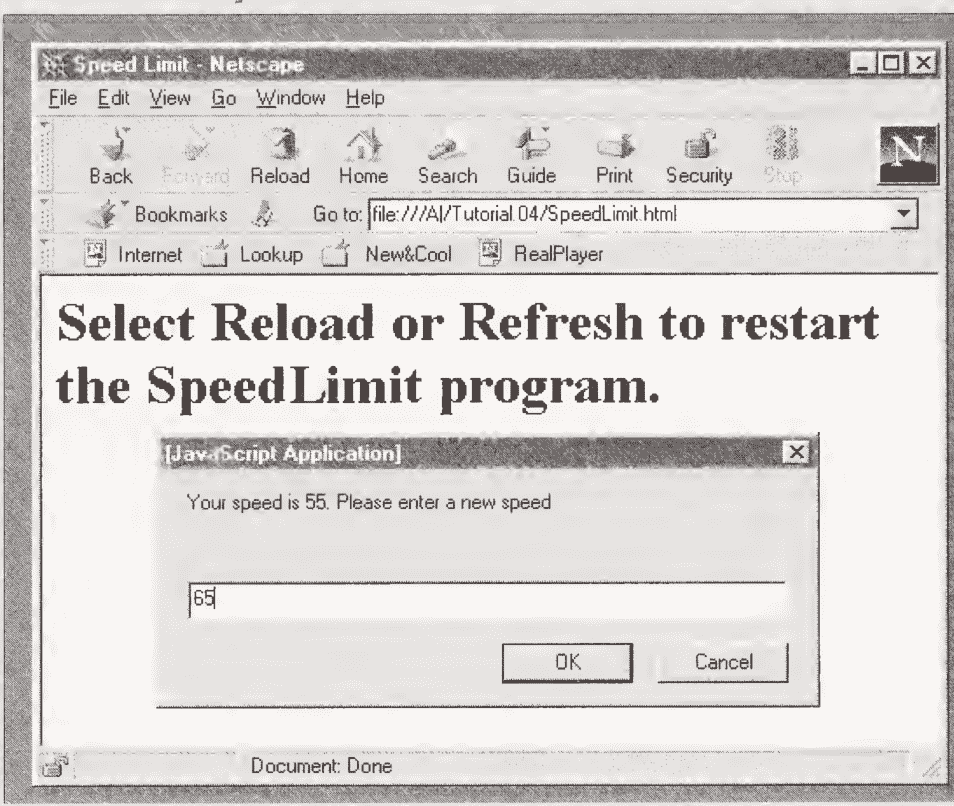 Speed Limit - Netscape
File Edit View Go Window Help
N
Back Forward Reload Home Search Guide Print Security Stop
Bookmarks Go to: file:///A|/Tutorial.04/SpeedLimit.html
Internet Lookup New&Cool RealPlayer
Select Reload or Refresh to restart
the SpeedLimit program.
[JavaScript Application]
Your speed is 55. Please enter a new speed
65
OK Cancel
Document: Done